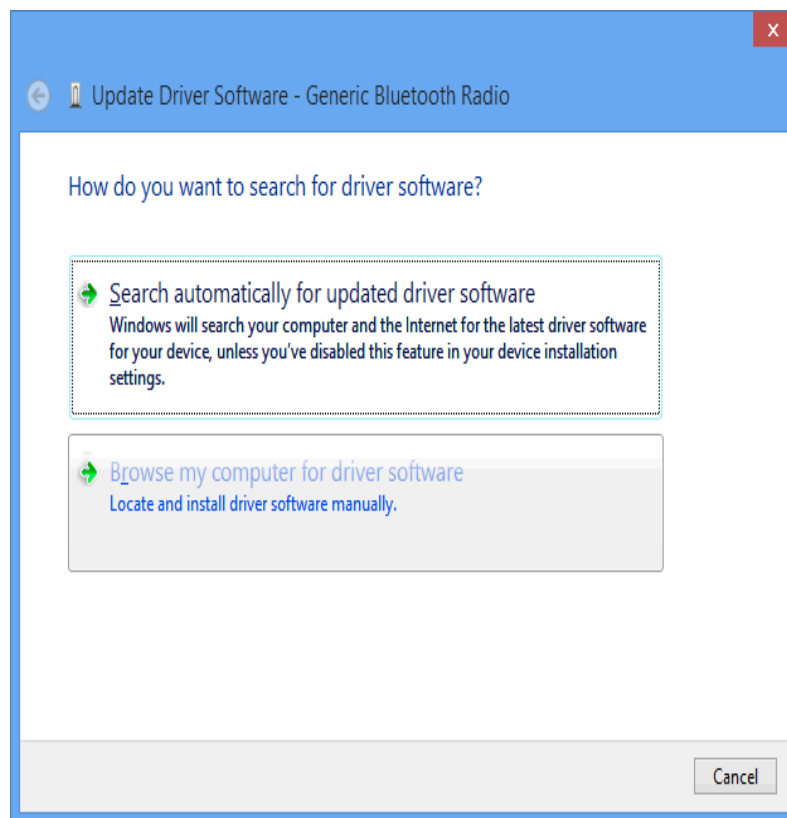 x
Update Driver Software - Generic Bluetooth Radio
How do you want to search for driver software?
Search automatically for updated driver software
Windows will search your computer and the Internet for the latest driver software
for your device, unless you've disabled this feature in your device installation
settings.
Browse my computer for driver software
Locate and install driver software manually.
Cancel